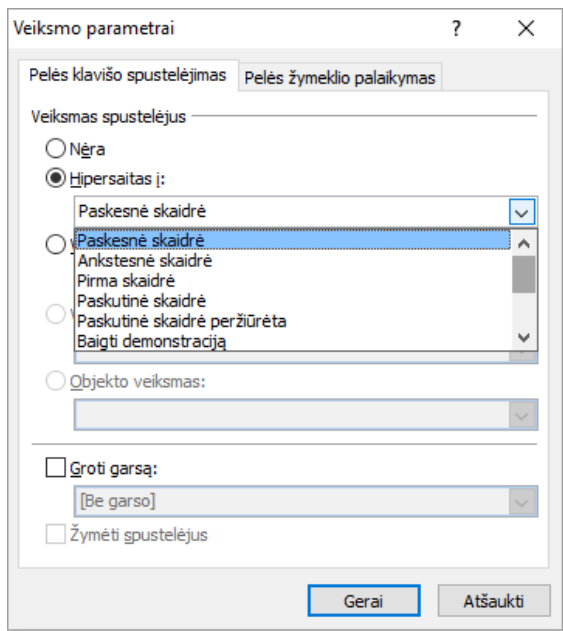 Veiksmo parametrai
Pelės klavišo spustelėjimas Pelės žymeklio palaikymas
Veiksmas spustelėjus
Nėra
Hipersaitas į:
Paskesnė skaidrė
Paskesnė skaidrė
Ankstesnė skaidrė
Pirma skaidrė
Paskutinė skaidrė
Paskutinė skaidrė peržiūrėta
Baigti demonstraciją
Objekto veiksmas:
Groti garsą:
[Be garso]
Žymėti spustelėjus
Gerai Atšaukti